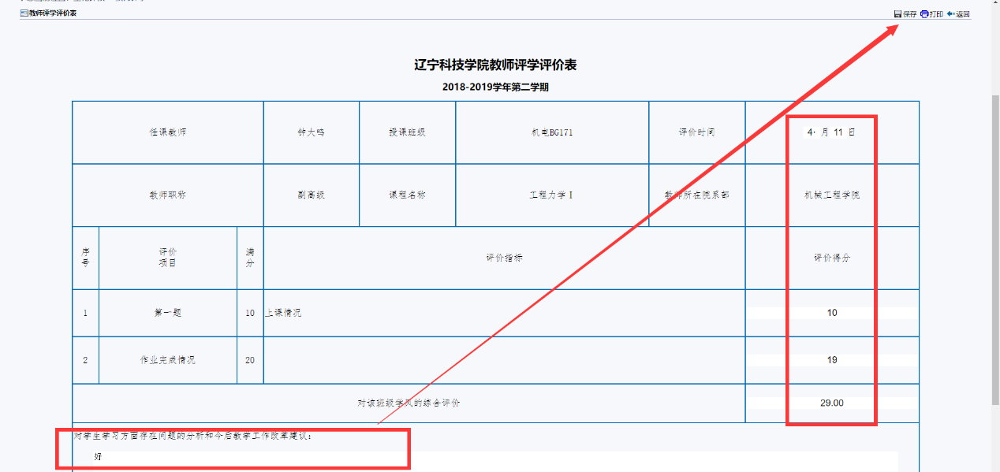 教师评学评价表
保存 打印 返回
辽宁科技学院教师评学评价表
2018-2019学年第二学期
任课教师 钟大鸣 授课班级 机电BG171 评价时间 4· 月 11 日
教师职称 副高级 课程名称 工程力学Ⅰ 教师所在院系部 机械工程学院
序号 评价项目 满分 评价指标 评价得分
1 第一题 10 上课情况 10
2 作业完成情况 20 19
对该班级学风的综合评价 29.00
对学生学习方面存在问题的分析和今后教学工作改革建议:
好